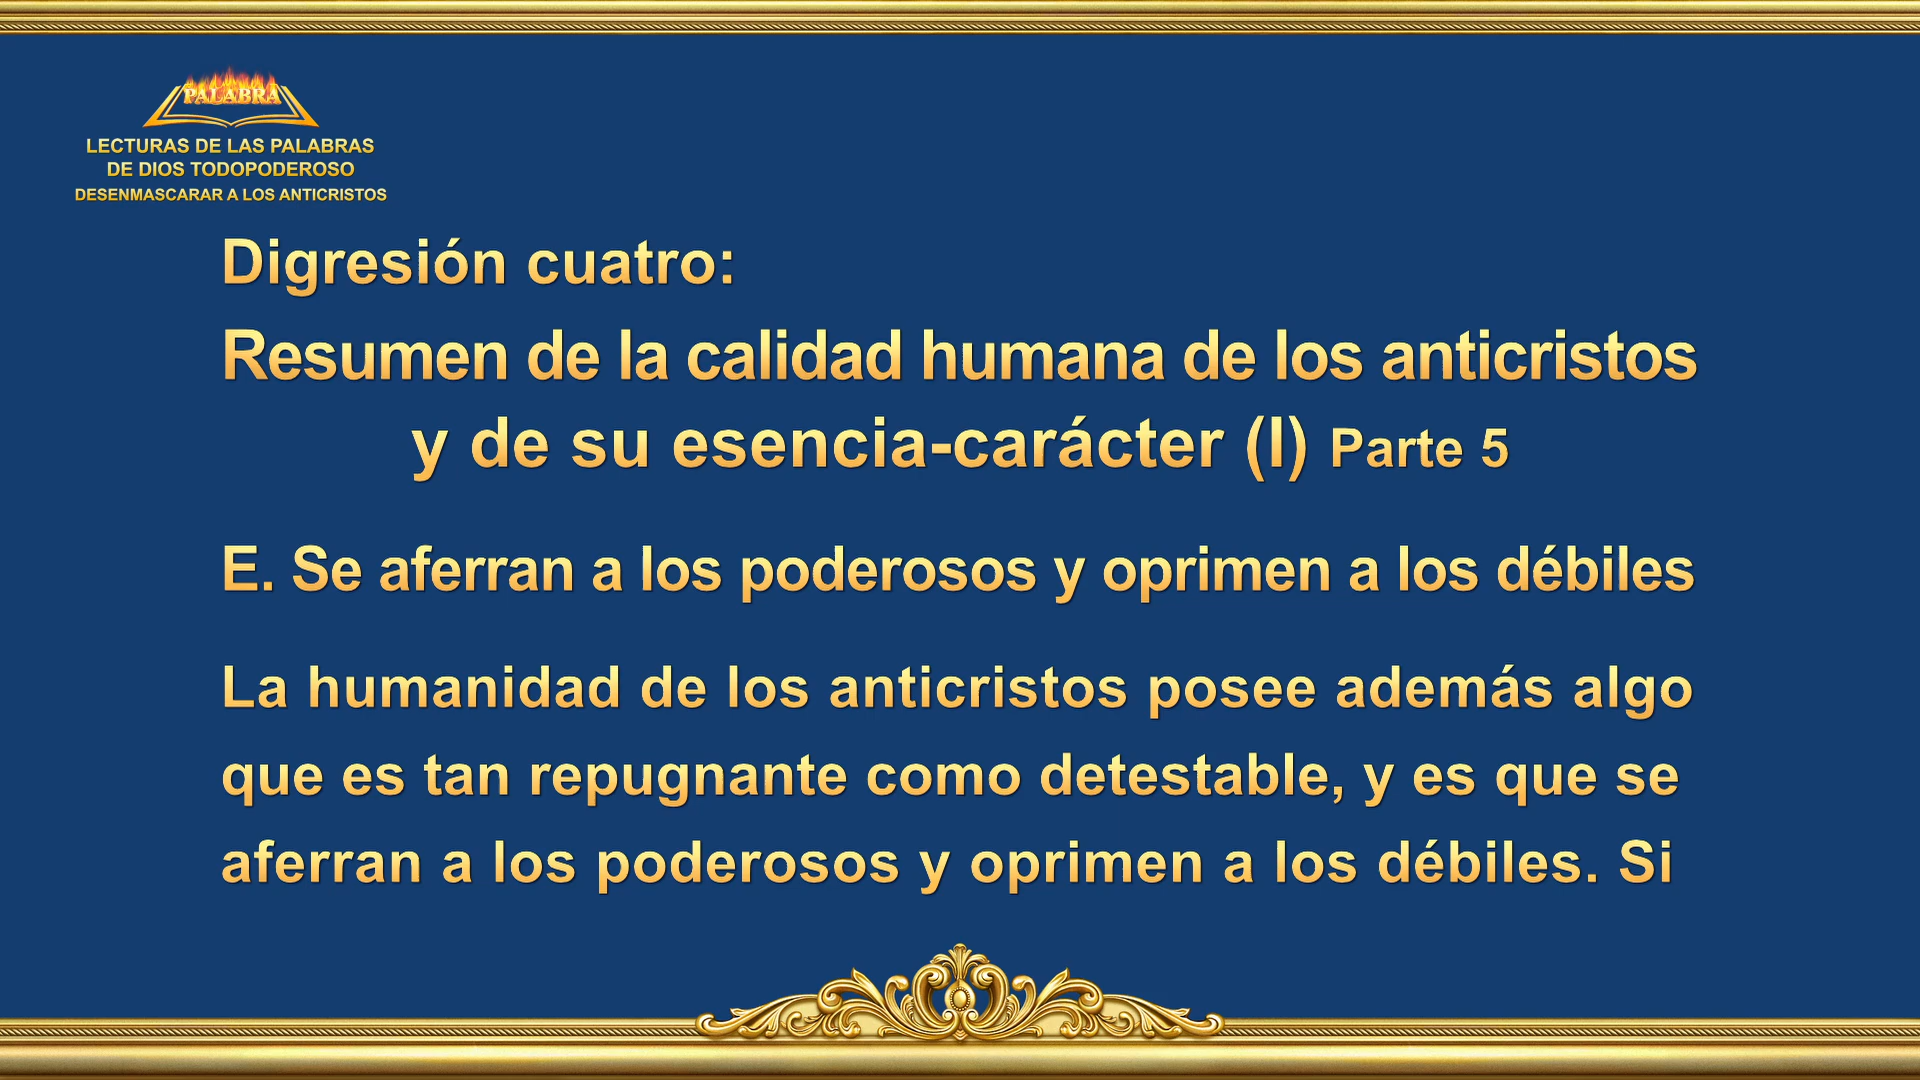 PALABRA
LECTURAS DE LAS PALABRAS
DE DIOS TODOPODEROSO
DESENMASCARAR A LOS ANTICRISTOS
Digresión cuatro:
Resumen de la calidad humana de los anticristos
y de su esencia-carácter (I) Parte 5
E. Se aferran a los poderosos y oprimen a los débiles
La humanidad de los anticristos posee además algo
que es tan repugnante como detestable, y es que se
aferran a los poderosos y oprimen a los débiles. Si